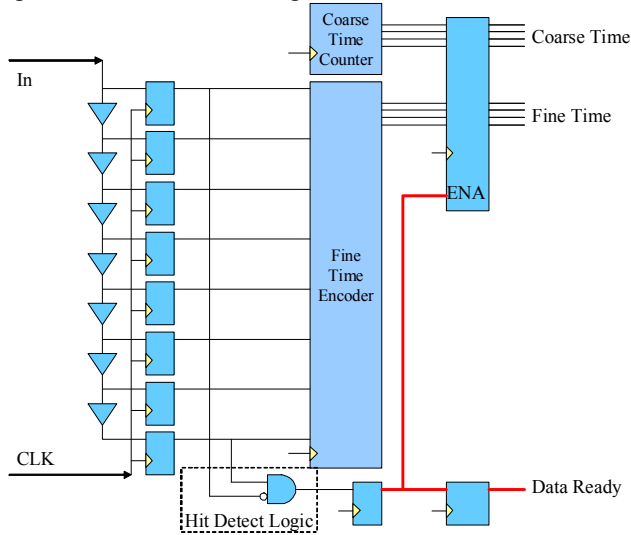 Coarse
Time
Counter
Coarse Time
In
Fine Time
ENA
Fine
Time
Encoder
CLK
Hit Detect Logic
Data Ready